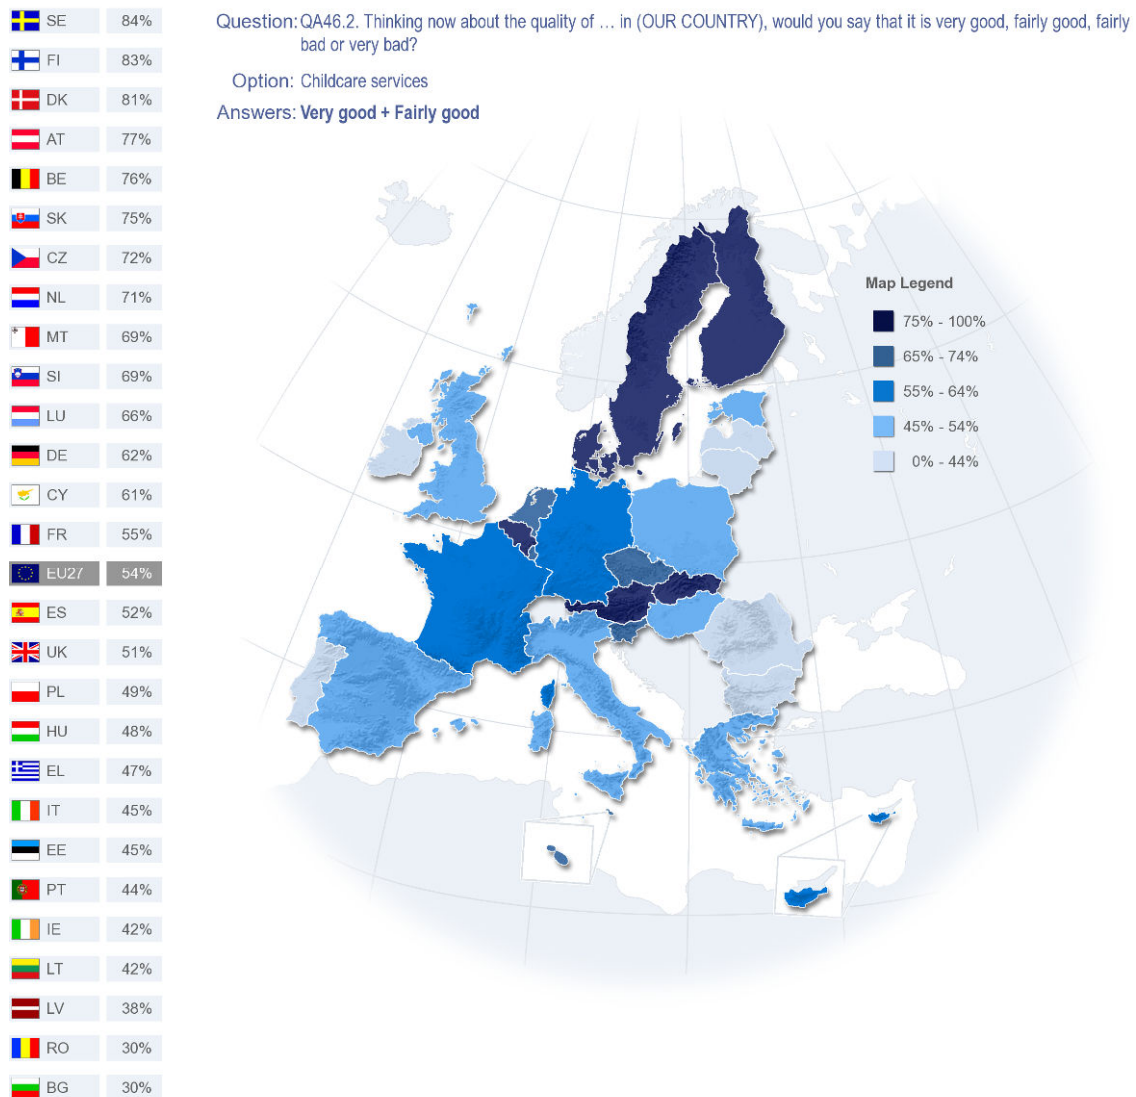 Question: QA46.2. Thinking now about the quality of … in (OUR COUNTRY), would you say that it is very good, fairly good, fairly
bad or very bad?
Option: Childcare services
Answers: Very good + Fairly good
SE 84%
FI 83%
DK 81%
AT 77%
BE 76%
SK 75%
CZ 72%
NL 71%
MT 69%
SI 69%
LU 66%
DE 62%
CY 61%
FR 55%
EU27 54%
ES 52%
UK 51%
PL 49%
HU 48%
EL 47%
IT 45%
EE 45%
PT 44%
IE 42%
LT 42%
LV 38%
RO 30%
BG 30%
Map Legend
75% - 100%
65% - 74%
55% - 64%
45% - 54%
0% - 44%